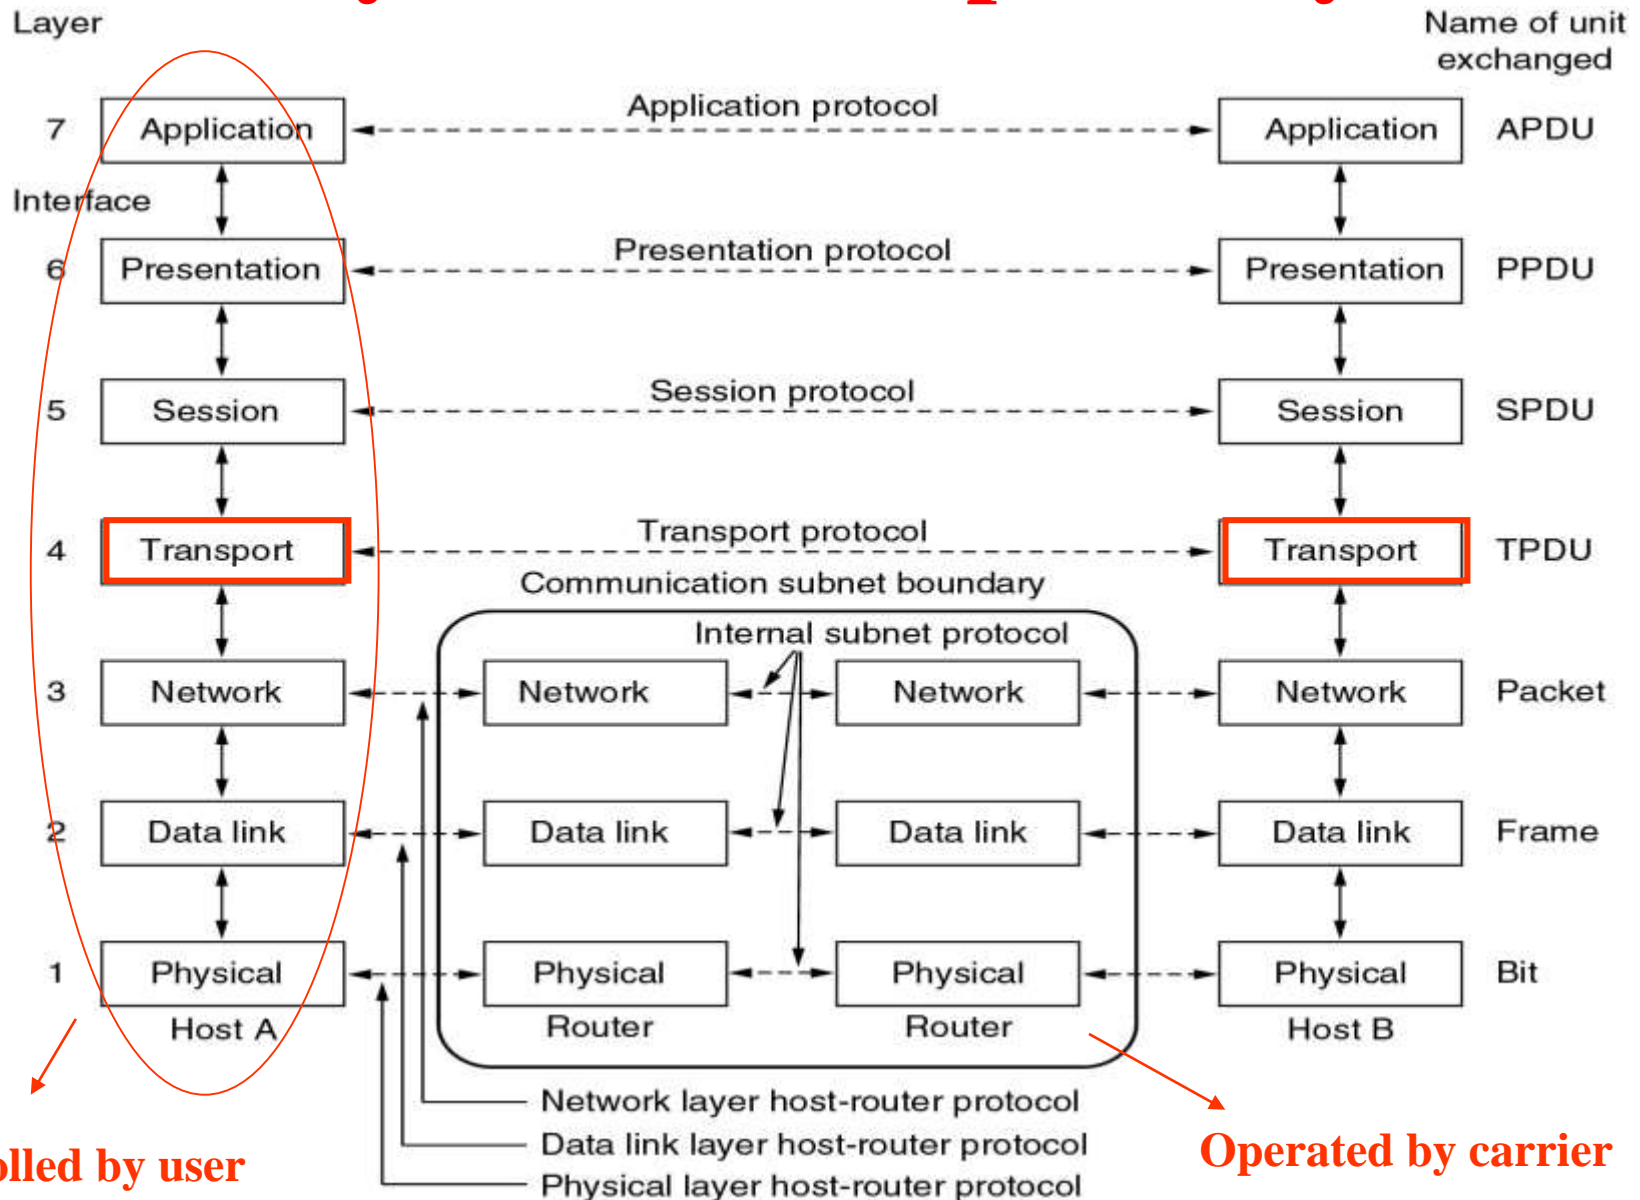 Layer
Name of unit
exchanged
7
Application
Application protocol
Application
APDU
Interface
6
Presentation
Presentation protocol
Presentation
PPDU
5
Session
Session protocol
Session
SPDU
4
Transport
Transport protocol
Transport
TPDU
Communication subnet boundary
Internal subnet protocol
3
Network
Network
Network
Network
Packet
2
Data link
Data link
Data link
Data link
Frame
1
Physical
Physical
Physical
Physical
Bit
Host A
Router
Router
Host B
Network layer host-router protocol
Data link layer host-router protocol
Physical layer host-router protocol
olled by user
Operated by carrier